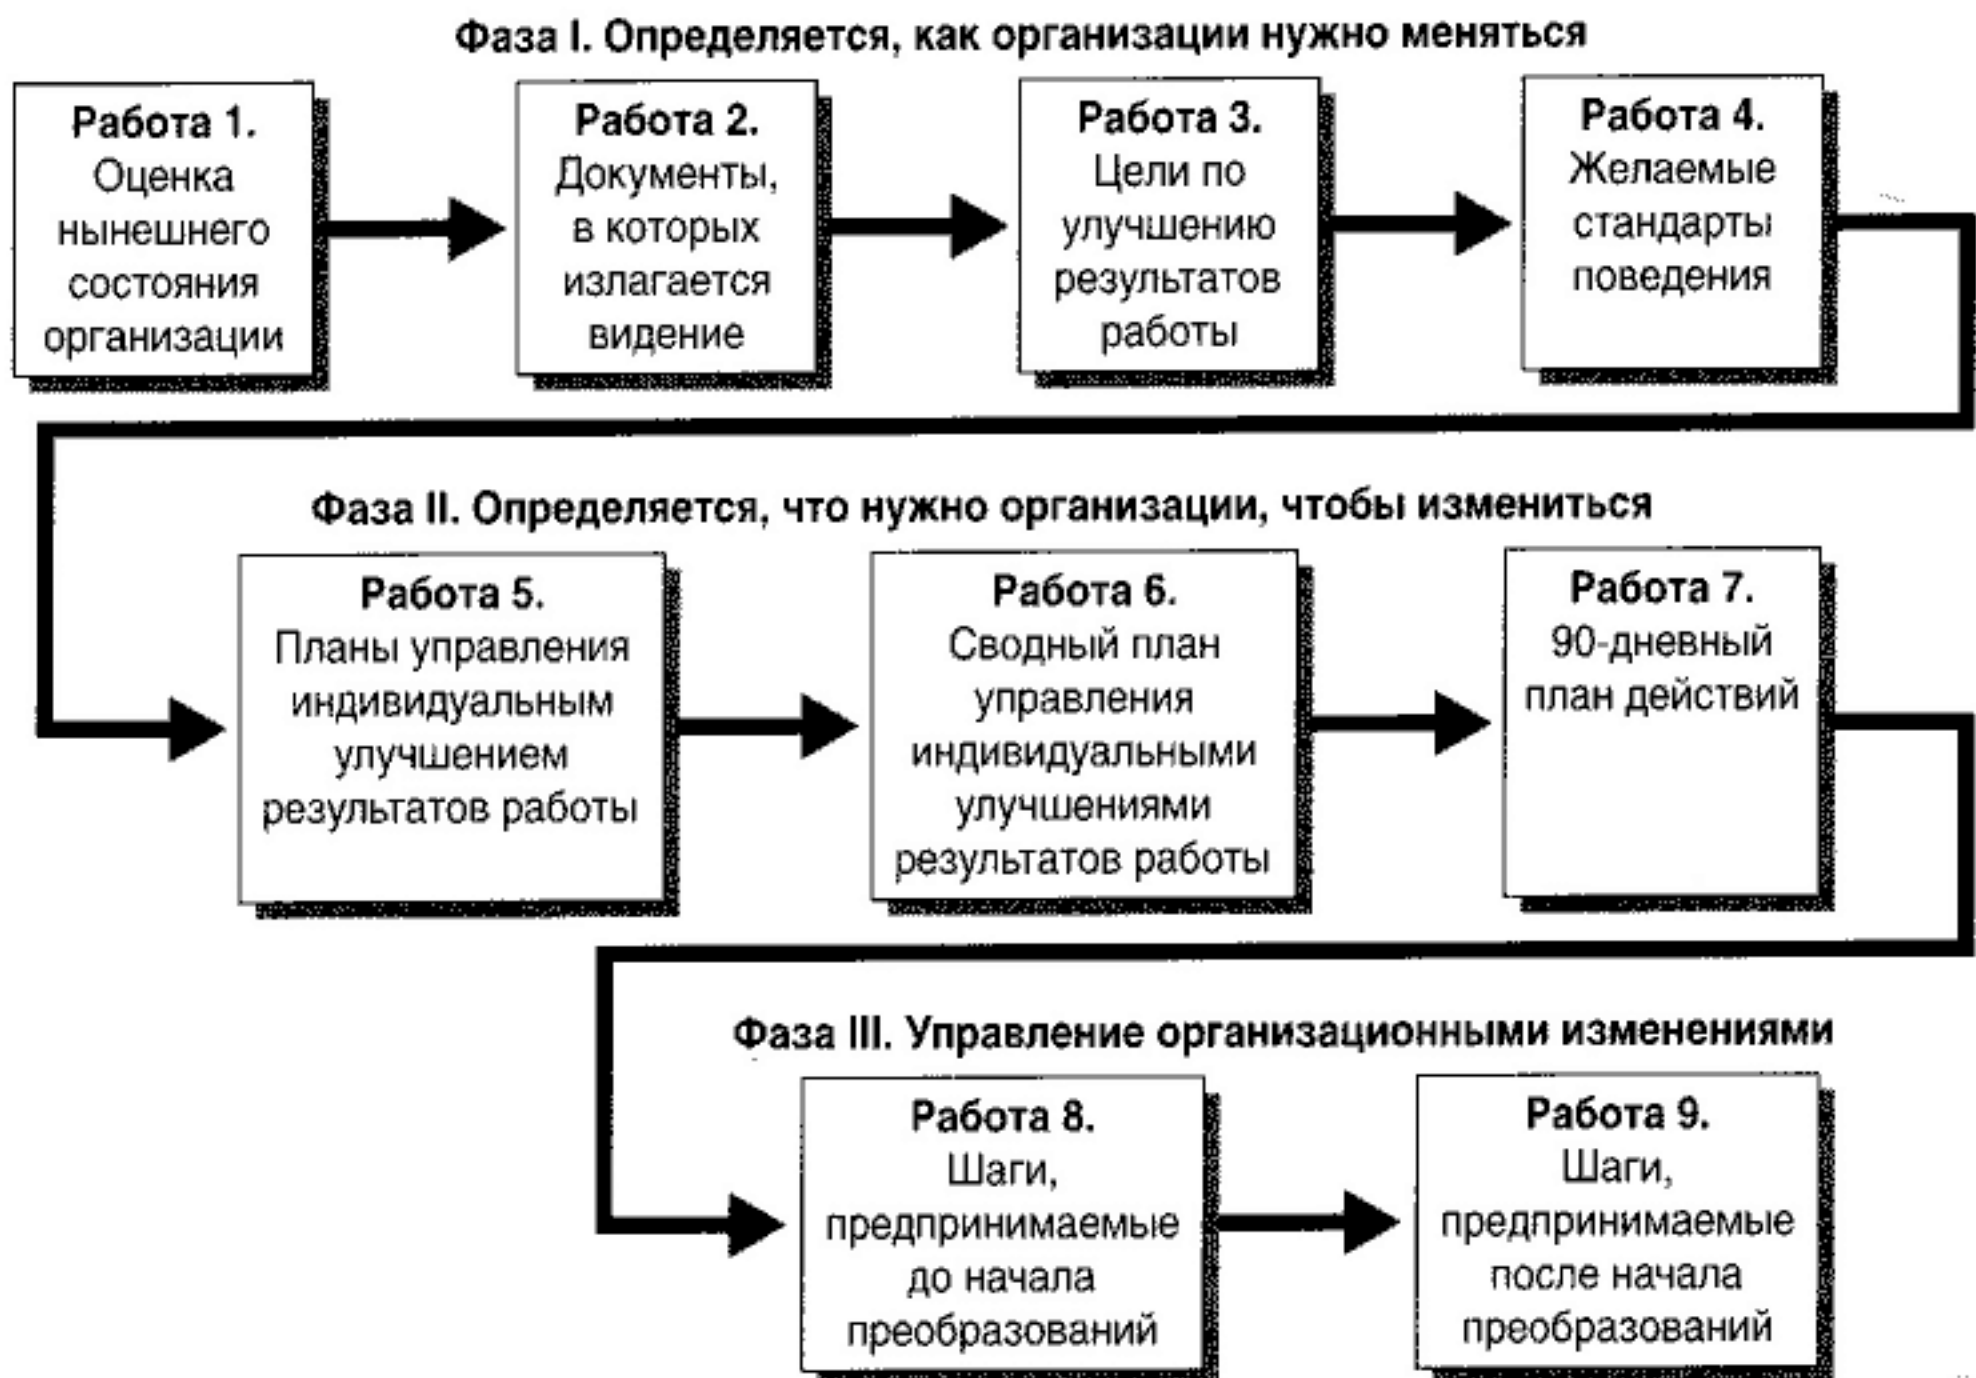 Фаза I. Определяется, как организации нужно меняться
Работа 1.
Оценка
нынешнего
состояния
организации
Работа 2.
Документы,
в которых
излагается
видение
Работа 3.
Цели по
улучшению
результатов
работы
Работа 4.
Желаемые
стандарты
поведения
Фаза II. Определяется, что нужно организации, чтобы измениться
Работа 5.
Планы управления
индивидуальным
улучшением
результатов работы
Работа 6.
Сводный план
управления
индивидуальными
улучшениями
результатов работы
Работа 7.
90-дневный
план действий
Фаза III. Управление организационными изменениями
Работа 8.
Шаги,
предпринимаемые
до начала
преобразований
Работа 9.
Шаги,
предпринимаемые
после начала
преобразований